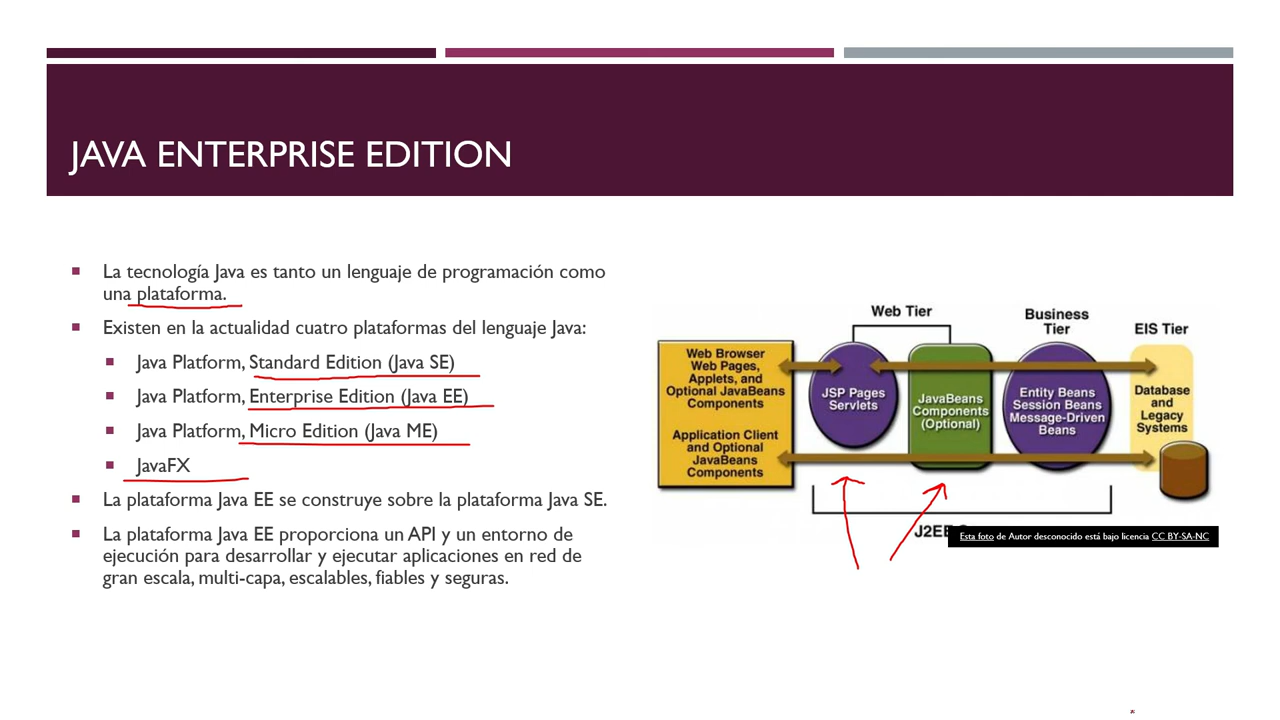 JAVA ENTERPRISE EDITION
La tecnología Java es tanto un lenguaje de programación como
una plataforma.
Existen en la actualidad cuatro plataformas del lenguaje Java:
Java Platform, Standard Edition (Java SE)
Java Platform, Enterprise Edition (Java EE)
Java Platform, Micro Edition (Java ME)
JavaFX
La plataforma Java EE se construye sobre la plataforma Java SE.
La plataforma Java EE proporciona un API y un entorno de
ejecución para desarrollar y ejecutar aplicaciones en red de
gran escala, multi-capa, escalables, fiables y seguras.
Web Tier
Business
Tier
EIS Tier
Web Browser
Web Pages,
Applets, and
Optional JavaBeans
Components
Application Client
and Optional
JavaBeans
Components
JSP Pages
Servlets
JavaBeans
Components
(Optional)
Entity Beans
Session Beans
Message-Driven
Beans
Database
and
Legacy
Systems
Esta foto de Autor desconocido está bajo licencia CC BY-SA-NC